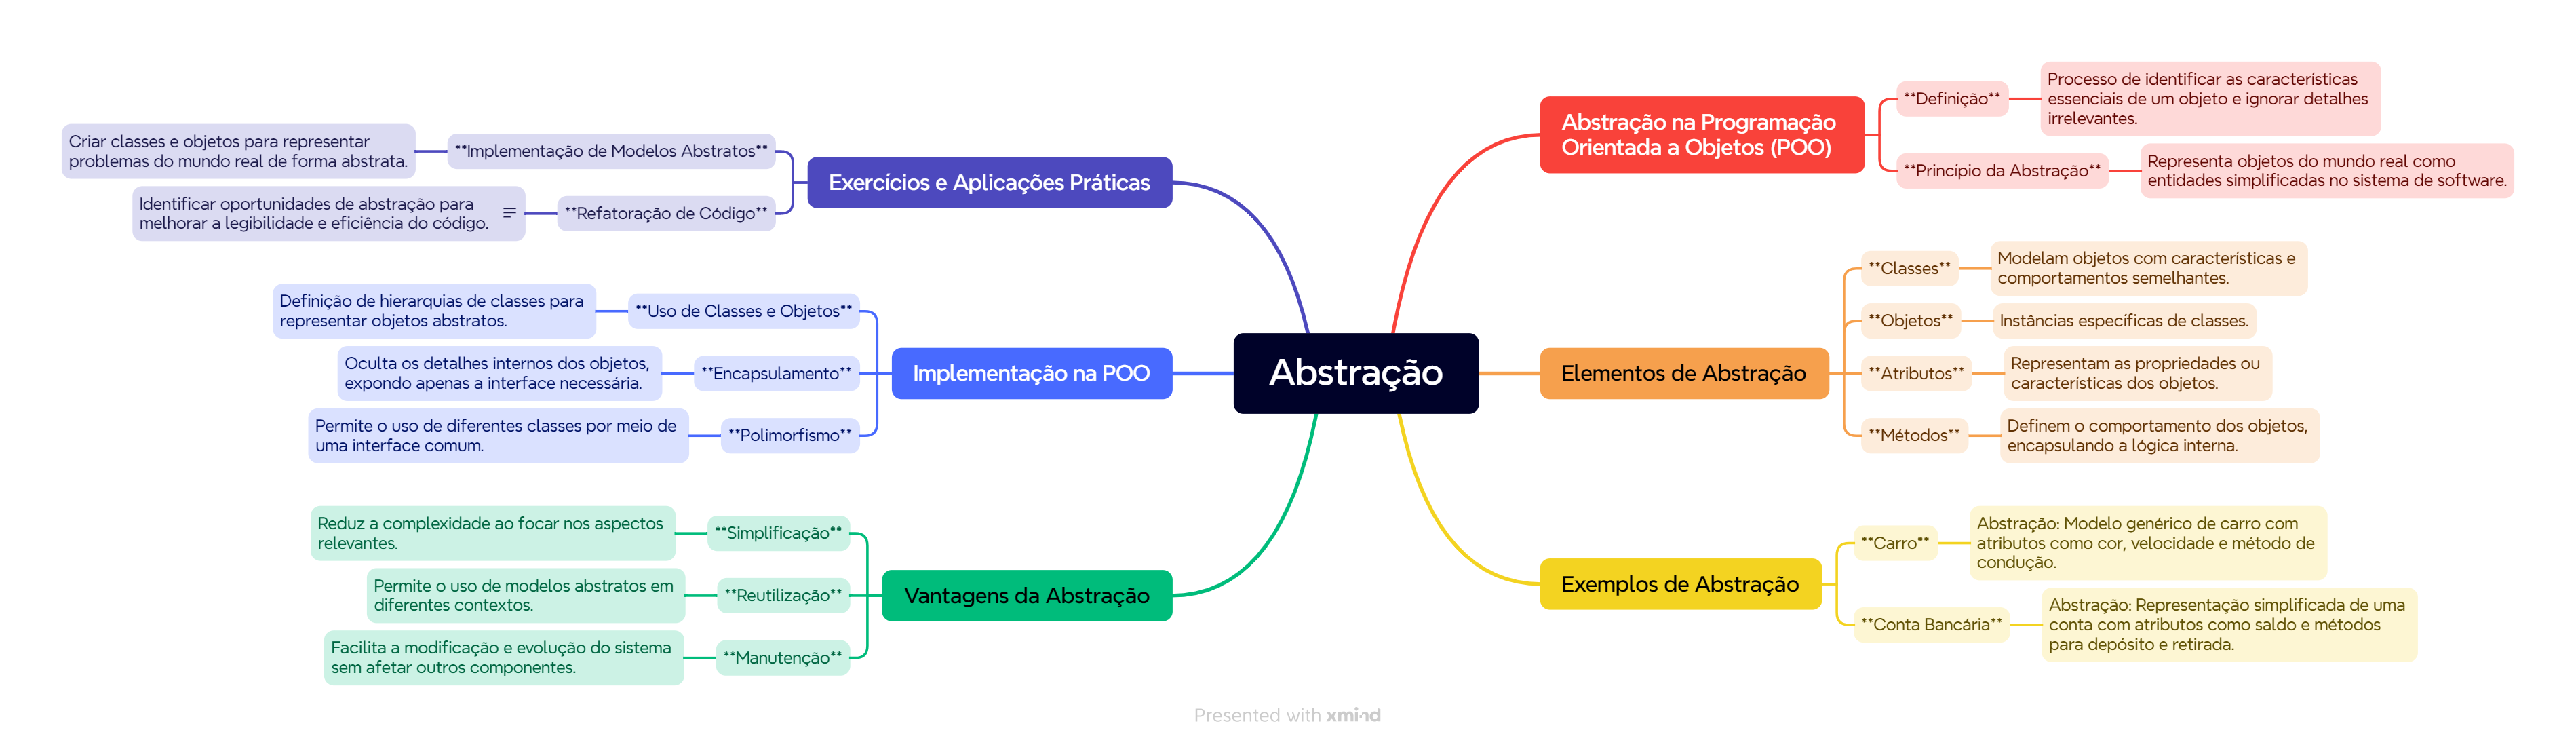 Abstração
Abstração na Programação
Orientada a Objetos (POO)
**Definição**
Processo de identificar as características
essenciais de um objeto e ignorar detalhes
irrelevantes.
**Princípio da Abstração**
Representa objetos do mundo real como
entidades simplificadas no sistema de software.
Elementos de Abstração
**Classes**
Modelam objetos com características e
comportamentos semelhantes.
**Objetos**
Instâncias específicas de classes.
**Atributos**
Representam as propriedades ou
características dos objetos.
**Métodos**
Definem o comportamento dos objetos,
encapsulando a lógica interna.
Exemplos de Abstração
**Carro**
Abstração: Modelo genérico de carro com
atributos como cor, velocidade e método de
condução.
**Conta Bancária**
Abstração: Representação simplificada de uma
conta com atributos como saldo e métodos
para depósito e retirada.
Exercícios e Aplicações Práticas
**Implementação de Modelos Abstratos**
Criar classes e objetos para representar
problemas do mundo real de forma abstrata.
**Refatoração de Código**
Identificar oportunidades de abstração para
melhorar a legibilidade e eficiência do código.
Implementação na POO
**Uso de Classes e Objetos**
Definição de hierarquias de classes para
representar objetos abstratos.
**Encapsulamento**
Oculta os detalhes internos dos objetos,
expondo apenas a interface necessária.
**Polimorfismo**
Permite o uso de diferentes classes por meio de
uma interface comum.
Vantagens da Abstração
**Simplificação**
Reduz a complexidade ao focar nos aspectos
relevantes.
**Reutilização**
Permite o uso de modelos abstratos em
diferentes contextos.
**Manutenção**
Facilita a modificação e evolução do sistema
sem afetar outros componentes.
Presented with xmind